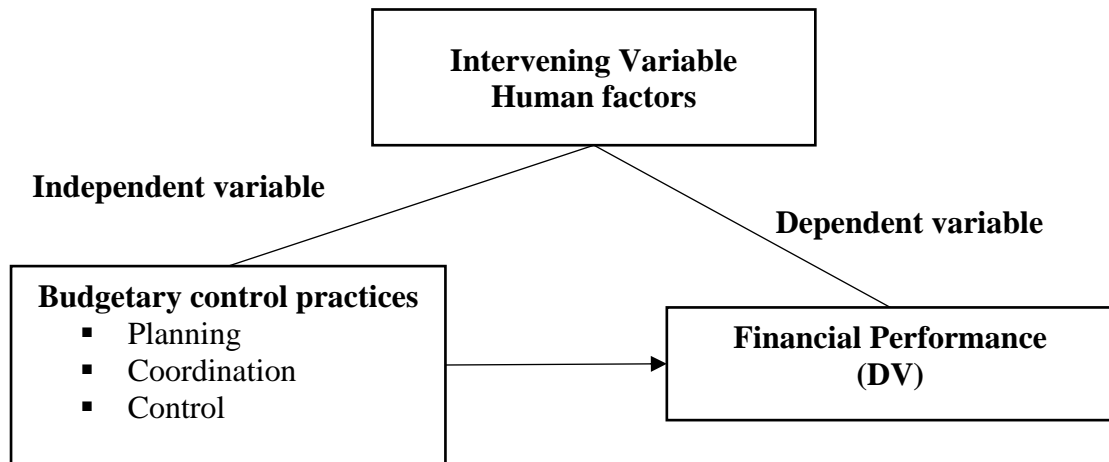 Intervening Variable
Human factors
Independent variable
Dependent variable
Budgetary control practices
▪ Planning
▪ Coordination
▪ Control
Financial Performance
(DV)